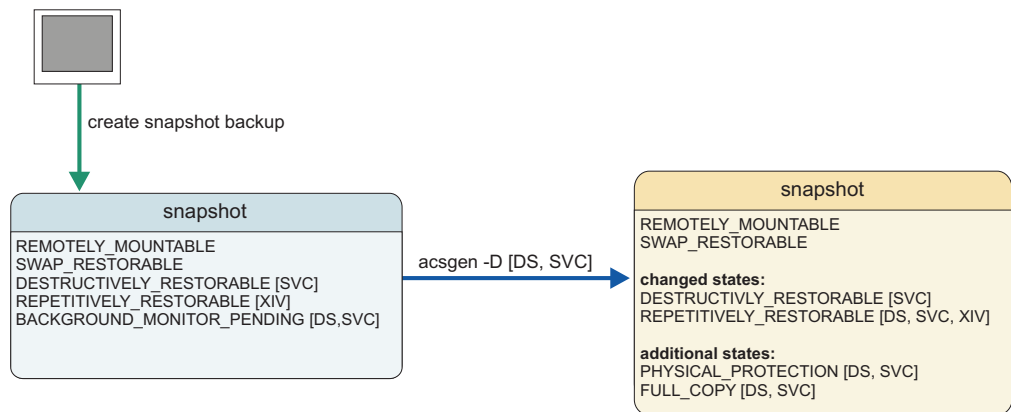 create snapshot backup
snapshot
REMOTELY_MOUNTABLE
SWAP_RESTORABLE
DESTRUCTIVELY_RESTORABLE [SVC]
REPETITIVELY_RESTORABLE [XIV]
BACKGROUND_MONITOR_PENDING [DS,SVC]
acsgen -D [DS, SVC]
snapshot
REMOTELY_MOUNTABLE
SWAP_RESTORABLE
changed states:
DESTRUCTIVLY_RESTORABLE [SVC]
REPETITIVELY_RESTORABLE [DS, SVC, XIV]
additional states:
PHYSICAL_PROTECTION [DS, SVC]
FULL_COPY [DS, SVC]